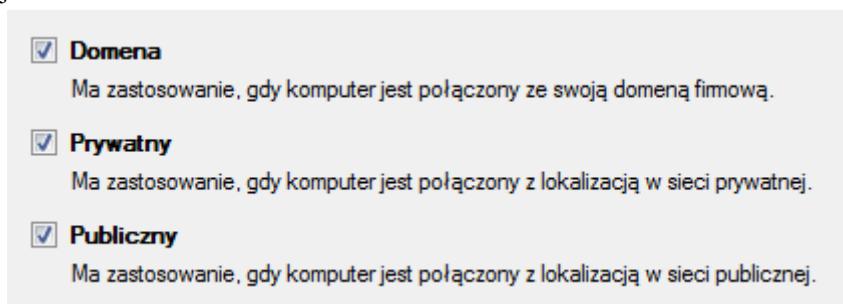 Domena
Ma zastosowanie, gdy komputer jest połączony ze swoją domeną firmową.
Prywatny
Ma zastosowanie, gdy komputer jest połączony z lokalizacją w sieci prywatnej.
Publiczny
Ma zastosowanie, gdy komputer jest połączony z lokalizacją w sieci publicznej.